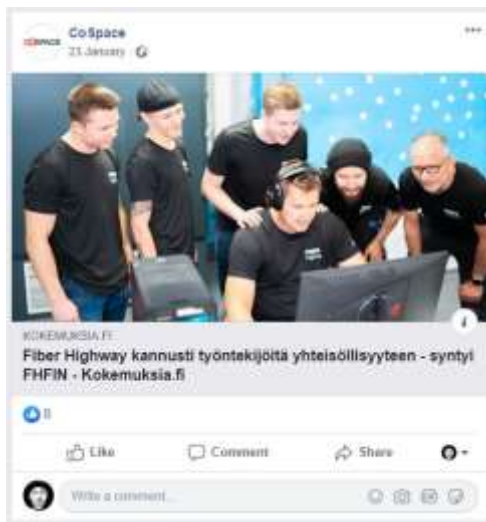 CoSpace
23 January
KOKEMUKSIA.FI
Fiber Highway kannusti työntekijöitä yhteisöllisyyteen - syntyi
FHFIN - Kokemuksia.fi
8
Like Comment Share
Write a comment...